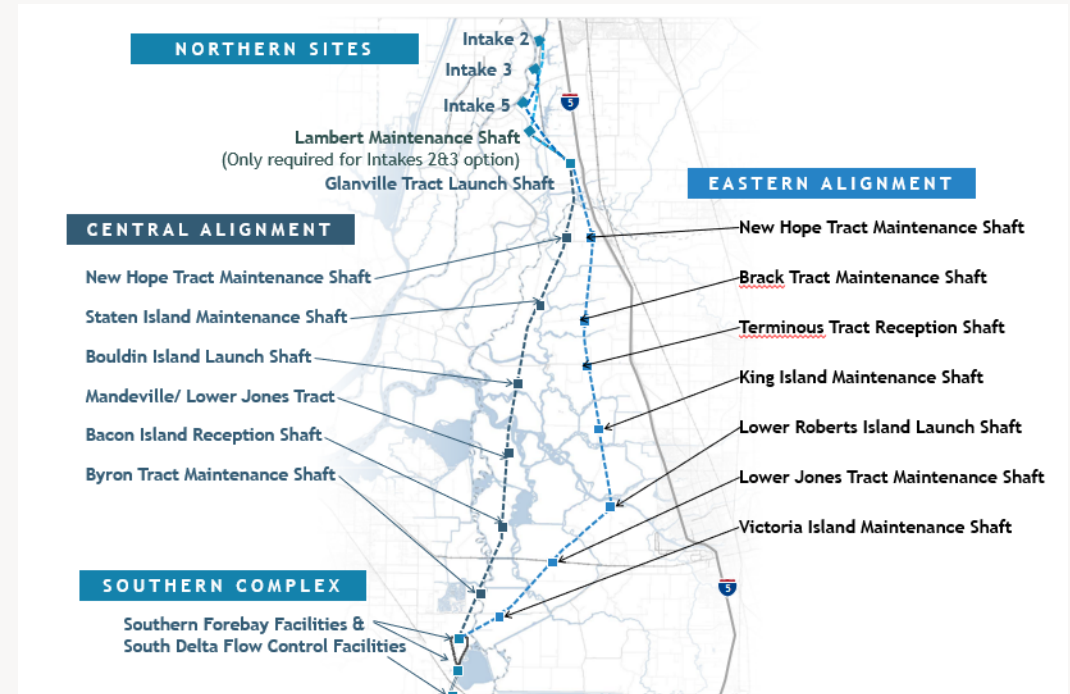 NORTHERN SITES
Intake 2
Intake 3
Intake 5
5
Lambert Maintenance Shaft
(Only required for Intakes 2&3 option)
Glanville Tract Launch Shaft
EASTERN ALIGNMENT
CENTRAL ALIGNMENT
New Hope Tract Maintenance Shaft
Staten Island Maintenance Shaft
Bouldin Island Launch Shaft
Mandeville/ Lower Jones Tract
Bacon Island Reception Shaft
Byron Tract Maintenance Shaft
New Hope Tract Maintenance Shaft
Brack Tract Maintenance Shaft
Terminous Tract Reception Shaft
King Island Maintenance Shaft
Lower Roberts Island Launch Shaft
Lower Jones Tract Maintenance Shaft
Victoria Island Maintenance Shaft
5
SOUTHERN COMPLEX
Southern Forebay Facilities &
South Delta Flow Control Facilities